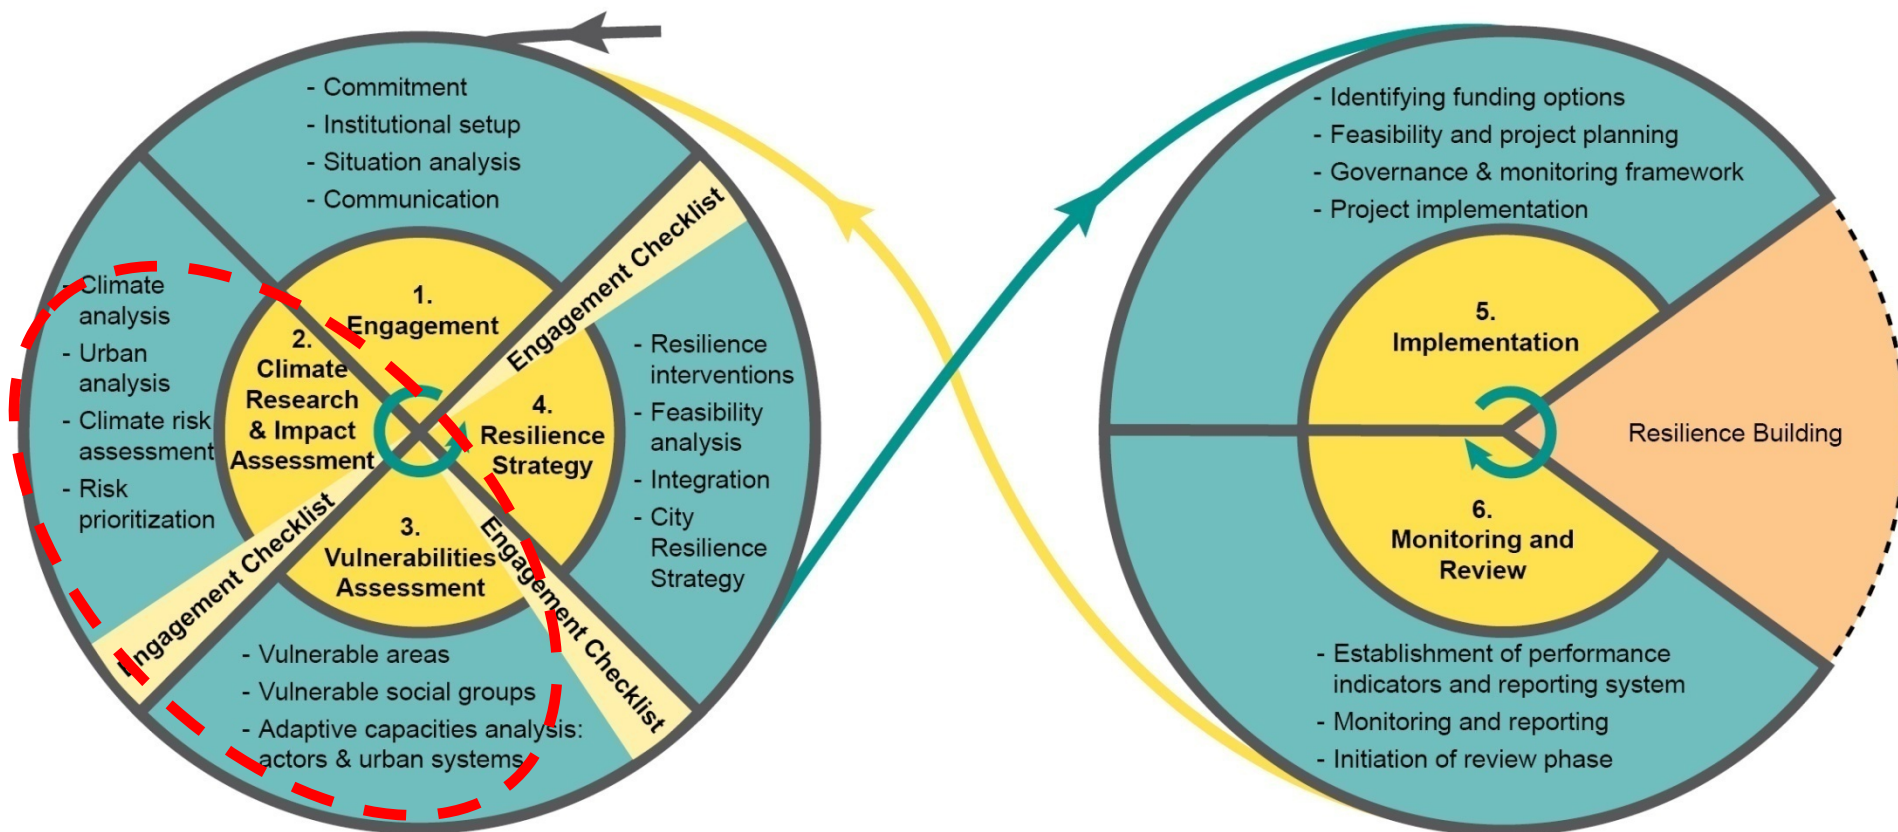 - Commitment
- Institutional setup
- Situation analysis
- Communication
1.
Engagement
Engagement Checklist
- Climate
analysis
- Urban
analysis
- Climate risk
assessment
- Risk
prioritization
2.
Climate
Research
& Impact
Assessment
Engagement Checklist
3.
Vulnerabilities
Assessment
- Vulnerable areas
- Vulnerable social groups
- Adaptive capacities analysis:
actors & urban systems
Engagement Checklist
4.
Resilience
Strategy
- Resilience
interventions
- Feasibility
analysis
- Integration
- City
Resilience
Strategy
- Identifying funding options
- Feasibility and project planning
- Governance & monitoring framework
- Project implementation
5.
Implementation
Resilience Building
6.
Monitoring and
Review
- Establishment of performance
indicators and reporting system
- Monitoring and reporting
- Initiation of review phase